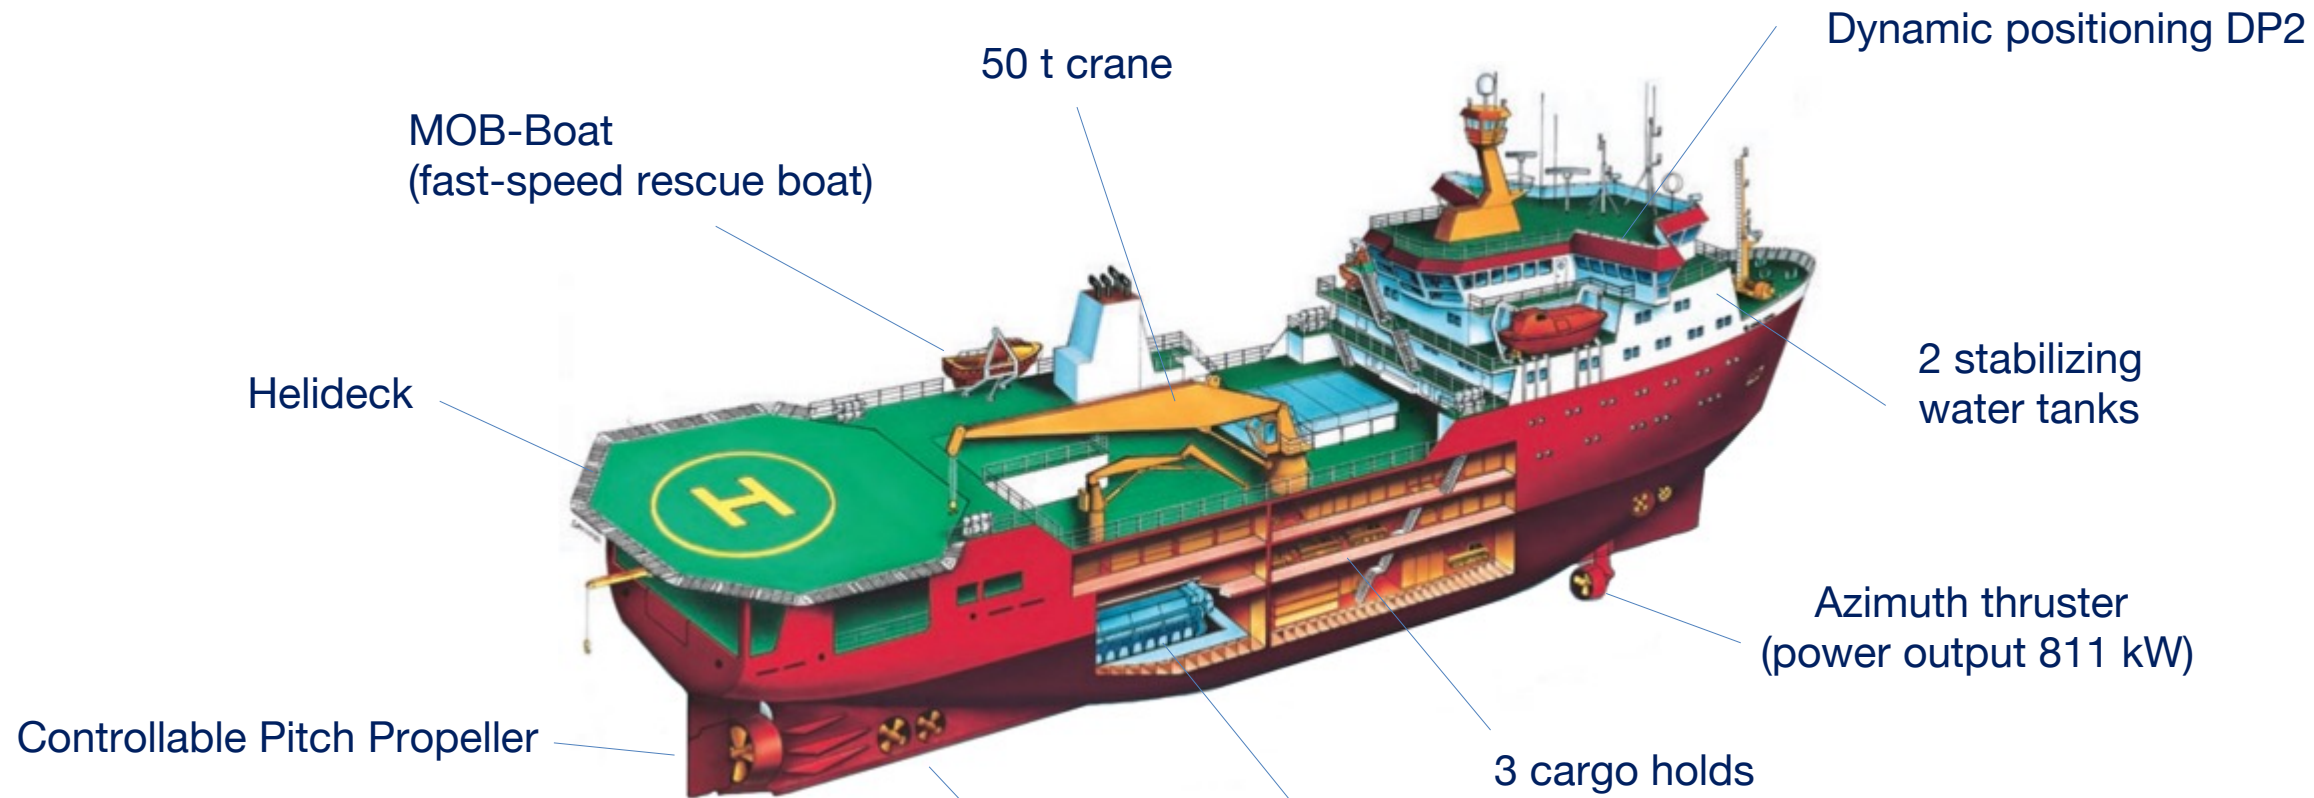 Dynamic positioning DP2
50 t crane
MOB-Boat
(fast-speed rescue boat)
2 stabilizing
water tanks
Helideck
H
Azimuth thruster
(power output 811 kW)
Controllable Pitch Propeller
3 cargo holds